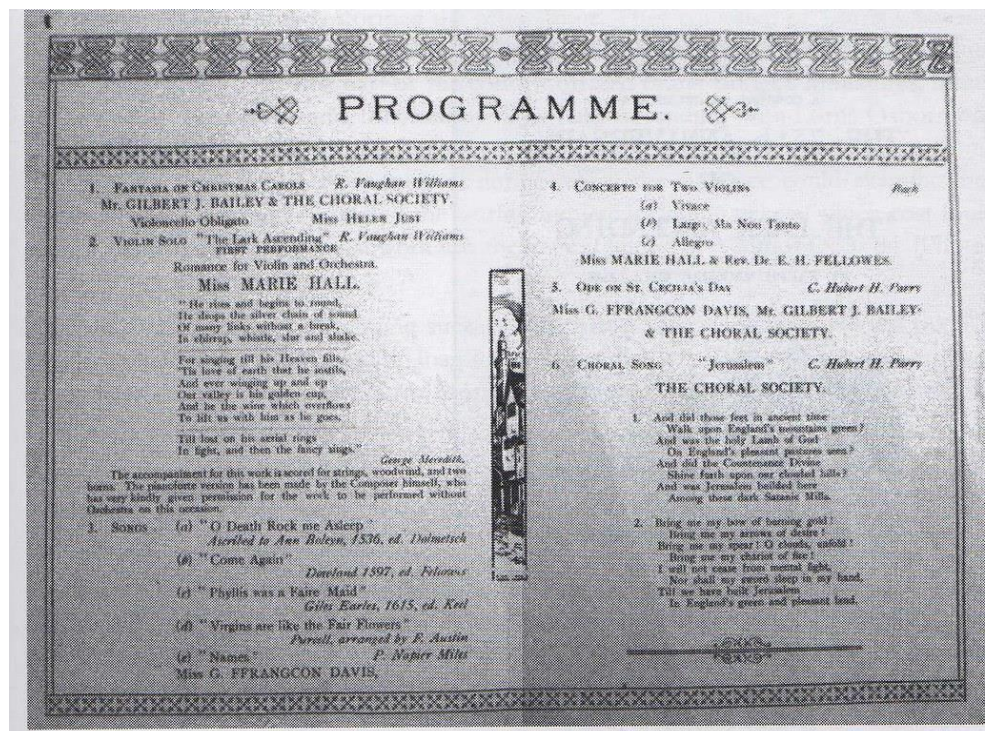 PROGRAMME.
1. FANTASIA ON CHRISTMAS CAROLS R. Vaughan Williams
Mr. GILBERT J. BAILEY & THE CHORAL SOCIETY.
Violoncello Obligato Miss HELEN JUST
2. VIOLIN SOLO "The Lark Ascending" R. Vaughan Williams
FIRST PERFORMANCE
Romance for Violin and Orchestra.
Miss MARIE HALL.
"He rises and begins to round,
He drops the silver chain of sound
Of many links without a break,
In chirrup, whistle, slur and shake.
For singing till his Heaven fills,
'Tis love of earth that he instils,
And ever winging up and up
Our valley is his golden cup,
And he the wine which overflows
To lift us with him as he goes.
Till lost on his aerial rings
In light, and then the fancy sings."
George Meredith.
The accompaniment for this work is scored for strings, woodwind, and two
horns. The pianoforte version has been made by the Composer himself, who
has very kindly given permission for the work to be performed without
Orchestra on this occasion.
3. SONGS (a) "O Death Rock me Asleep"
Ascribed to Ann Boleyn, 1536, ed. Dolmetsch
(b) "Come Again"
Dowland 1597, ed. Fellowes
(c) "Phyllis was a Faire Maid"
Giles Earles, 1615, ed. Keel
(d) "Virgins are like the Fair Flowers"
Purcell, arranged by F. Austin
(e) "Names" P. Napier Miles
Miss G. FFRANGCON DAVIS,
4. CONCERTO FOR TWO VIOLINS Bach
(a) Vivace
(b) Largo, Ma Non Tanto
(c) Allegro
Miss MARIE HALL & Rev. Dr. E. H. FELLOWES.
5. ODE ON ST. CECILIA'S DAY C. Hubert H. Parry
Miss G. FFRANGCON DAVIS, Mr. GILBERT J. BAILEY
& THE CHORAL SOCIETY.
6. CHORAL SONG "Jerusalem" C. Hubert H. Parry
THE CHORAL SOCIETY.
1. And did those feet in ancient time
Walk upon England's mountains green?
And was the holy Lamb of God
On England's pleasant pastures seen?
And did the Countenance Divine
Shine forth upon our clouded hills?
And was Jerusalem builded here
Among these dark Satanic Mills.
2. Bring me my bow of burning gold!
Bring me my arrows of desire!
Bring me my spear! O clouds, unfold!
Bring me my chariot of fire!
I will not cease from mental fight,
Nor shall my sword sleep in my hand,
Till we have built Jerusalem
In England's green and pleasant land.